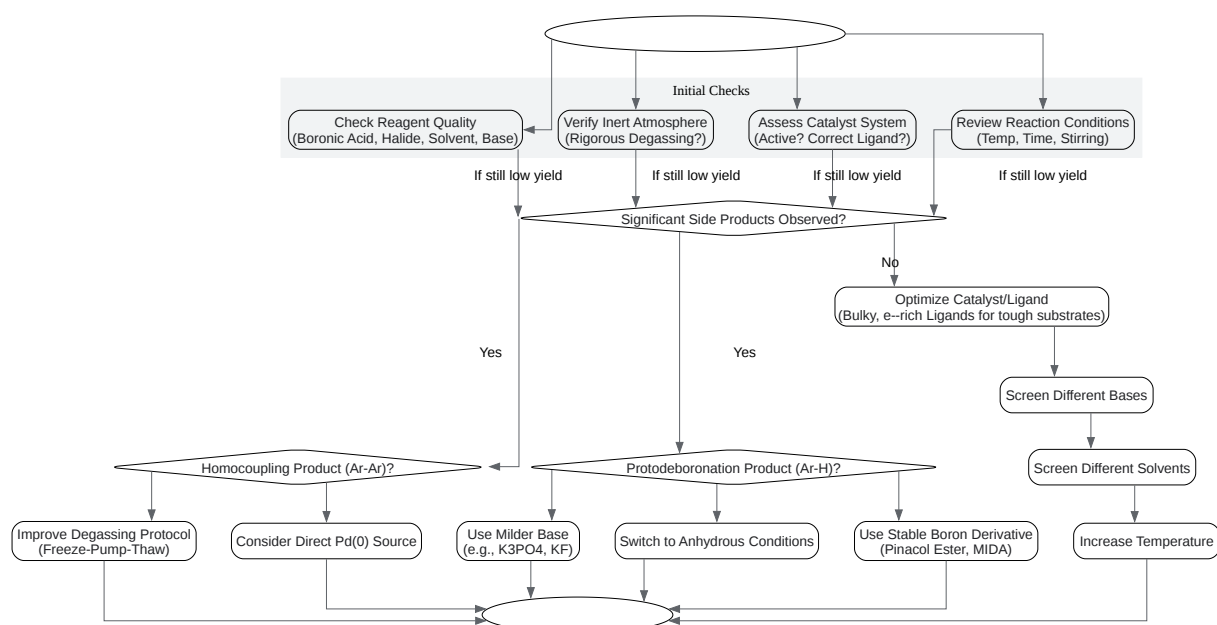 Initial Checks
Check Reagent Quality
(Boronic Acid, Halide, Solvent, Base)
Verify Inert Atmosphere
(Rigorous Degassing?)
Assess Catalyst System
(Active? Correct Ligand?)
Review Reaction Conditions
(Temp, Time, Stirring)
If still low yield
If still low yield
If still low yield
If still low yield
Significant Side Products Observed?
No
Optimize Catalyst/Ligand
(Bulky, e--rich Ligands for tough substrates)
Yes
Yes
Screen Different Bases
Homocoupling Product (Ar-Ar)?
Protodeboronation Product (Ar-H)?
Screen Different Solvents
Improve Degassing Protocol
(Freeze-Pump-Thaw)
Consider Direct Pd(0) Source
Use Milder Base
(e.g., K3PO4, KF)
Switch to Anhydrous Conditions
Use Stable Boron Derivative
(Pinacol Ester, MIDA)
Increase Temperature